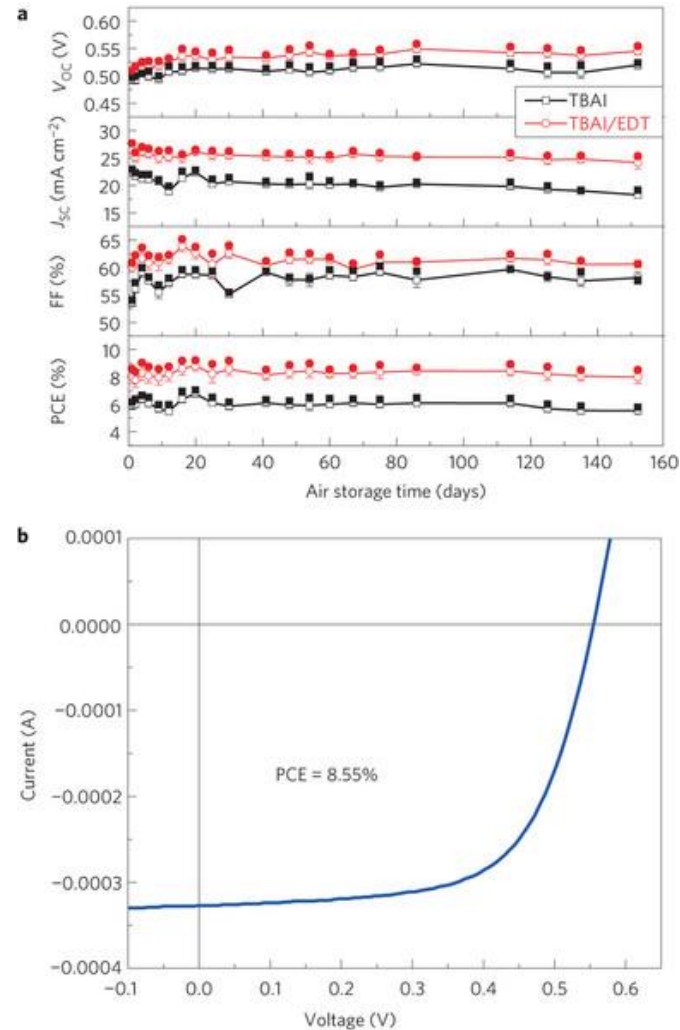 a
0.60
0.55
0.50
0.45
V_OC (V)
TBAI
TBAI/EDT
30
25
20
15
J_SC (mA cm⁻²)
65
60
55
50
FF (%)
10
8
6
4
PCE (%)
0 20 40 60 80 100 120 140 160
Air storage time (days)
b
0.0001
0.0000
−0.0001
−0.0002
−0.0003
−0.0004
Current (A)
PCE = 8.55%
−0.1 0.0 0.1 0.2 0.3 0.4 0.5 0.6
Voltage (V)